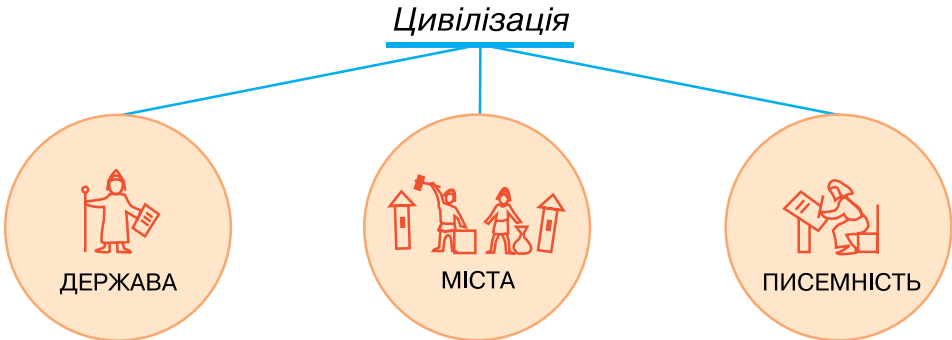 Цивілізація
ДЕРЖАВА
МІСТА
ПИСЕМНІСТЬ